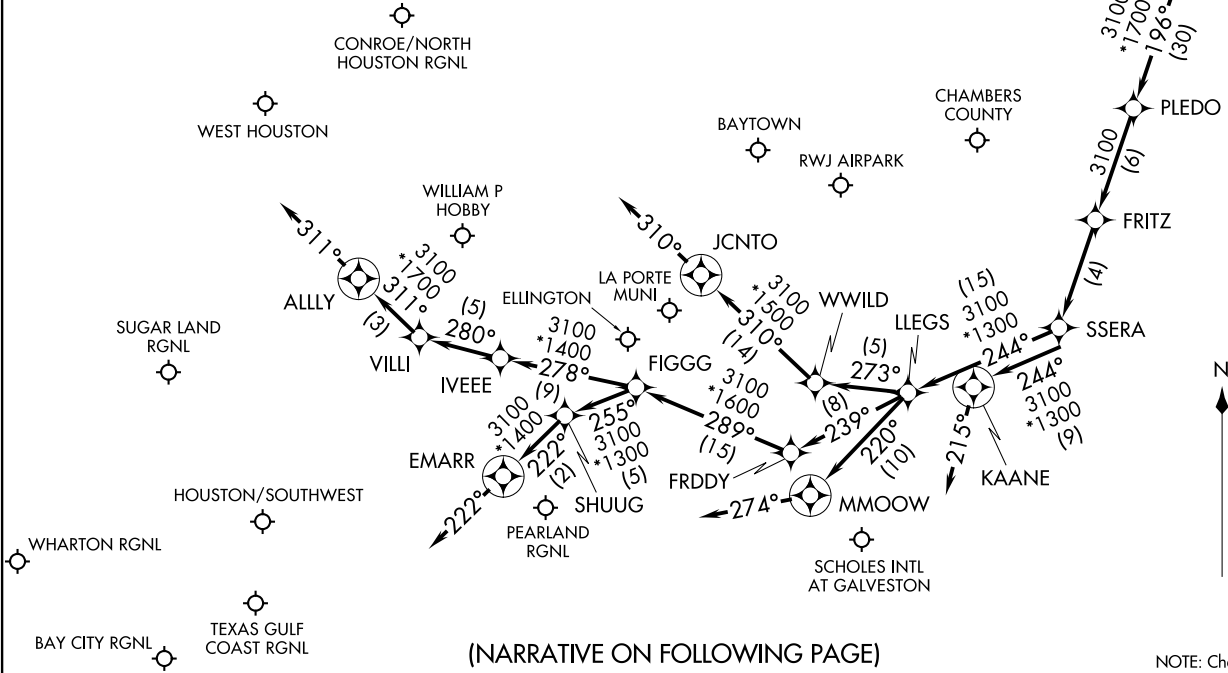 3100
*1700
196°
(30)
CONROE/NORTH
HOUSTON RGNL
WEST HOUSTON
CHAMBERS
COUNTY
PLEDO
BAYTOWN
RWJ AIRPARK
3100
(6)
WILLIAM P
HOBBY
FRITZ
311°
310°
JCNTO
3100
*1700
311°
(3)
ALLLY
(5)
280°
ELLINGTON
LA PORTE
MUNI
3100
*1500
310°
(14)
WWILD
LLEGS
(15)
3100
*1300
244°
(4)
SSERA
SUGAR LAND
RGNL
VILLI
IVEEE
3100
*1400
278°
(9)
FIGGG
(5)
273°
244°
3100
*1300
(9)
N
3100
*1600
289°
(15)
(8)
239°
220°
(10)
215°
KAANE
3100
*1400
222°
(2)
255°
3100
*1300
(5)
EMARR
SHUUG
FRDDY
MMOOW
274°
222°
HOUSTON/SOUTHWEST
PEARLAND
RGNL
WHARTON RGNL
SCHOLES INTL
AT GALVESTON
TEXAS GULF
COAST RGNL
BAY CITY RGNL
(NARRATIVE ON FOLLOWING PAGE)
NOTE: Ch